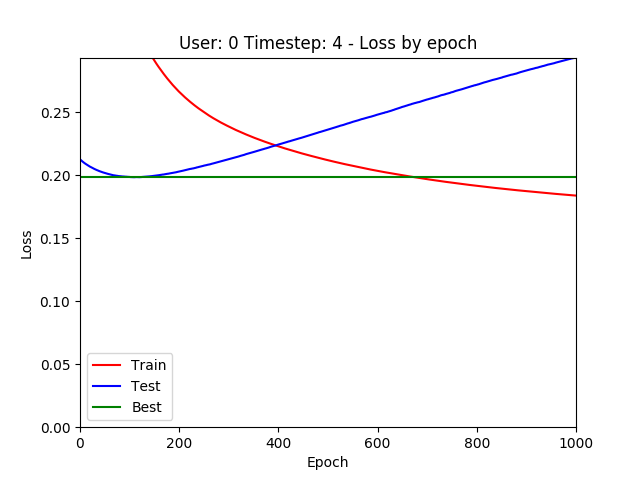 User: 0 Timestep: 4 - Loss by epoch
Loss
0.25
0.20
0.15
0.10
0.05
0.00
Train
Test
Best
0 200 400 600 800 1000
Epoch